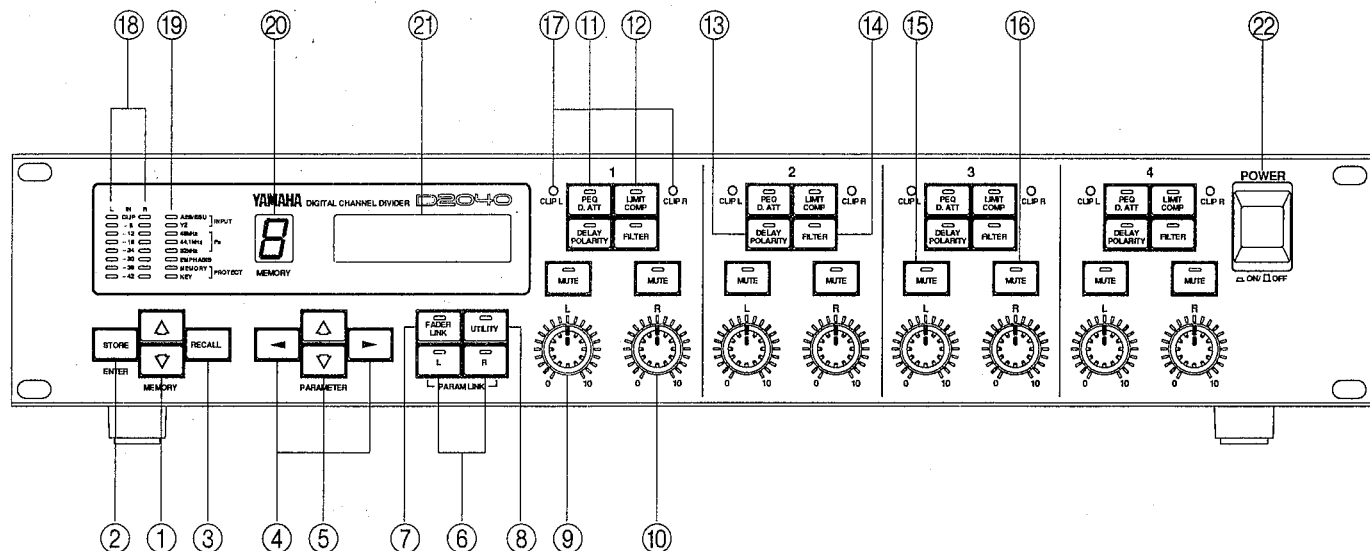 ⑱ ⑲ ⑳ ㉑ ⑰ ⑪ ⑫ ⑬ ⑭ ⑮ ⑯ ㉒
1 2 3 4 POWER
YAMAHA DIGITAL CHANNEL DIVIDER D2040
CLIP L PEQ D. ATT LIMIT COMP CLIP R
DELAY POLARITY FILTER
CLIP L PEQ D. ATT LIMIT COMP CLIP R
DELAY POLARITY FILTER
CLIP L PEQ D. ATT LIMIT COMP CLIP R
DELAY POLARITY FILTER
CLIP L PEQ D. ATT LIMIT COMP CLIP R
DELAY POLARITY FILTER
L IN R
CLIP AES/EBU INPUT
-6 Y2
-12 48kHz
-18 44.1kHz Fs
-24 32kHz
-30 EMPHASIS
-36 MEMORY PROTECT
-42 KEY
8
MEMORY
ON/ OFF
MUTE MUTE MUTE MUTE MUTE MUTE MUTE MUTE
L R L R L R L R
STORE RECALL
ENTER MEMORY
PARAMETER
FADER LINK UTILITY
L R
PARAM LINK
0 10 0 10 0 10 0 10 0 10 0 10 0 10 0 10
② ① ③ ④ ⑤ ⑦ ⑥ ⑧ ⑨ ⑩